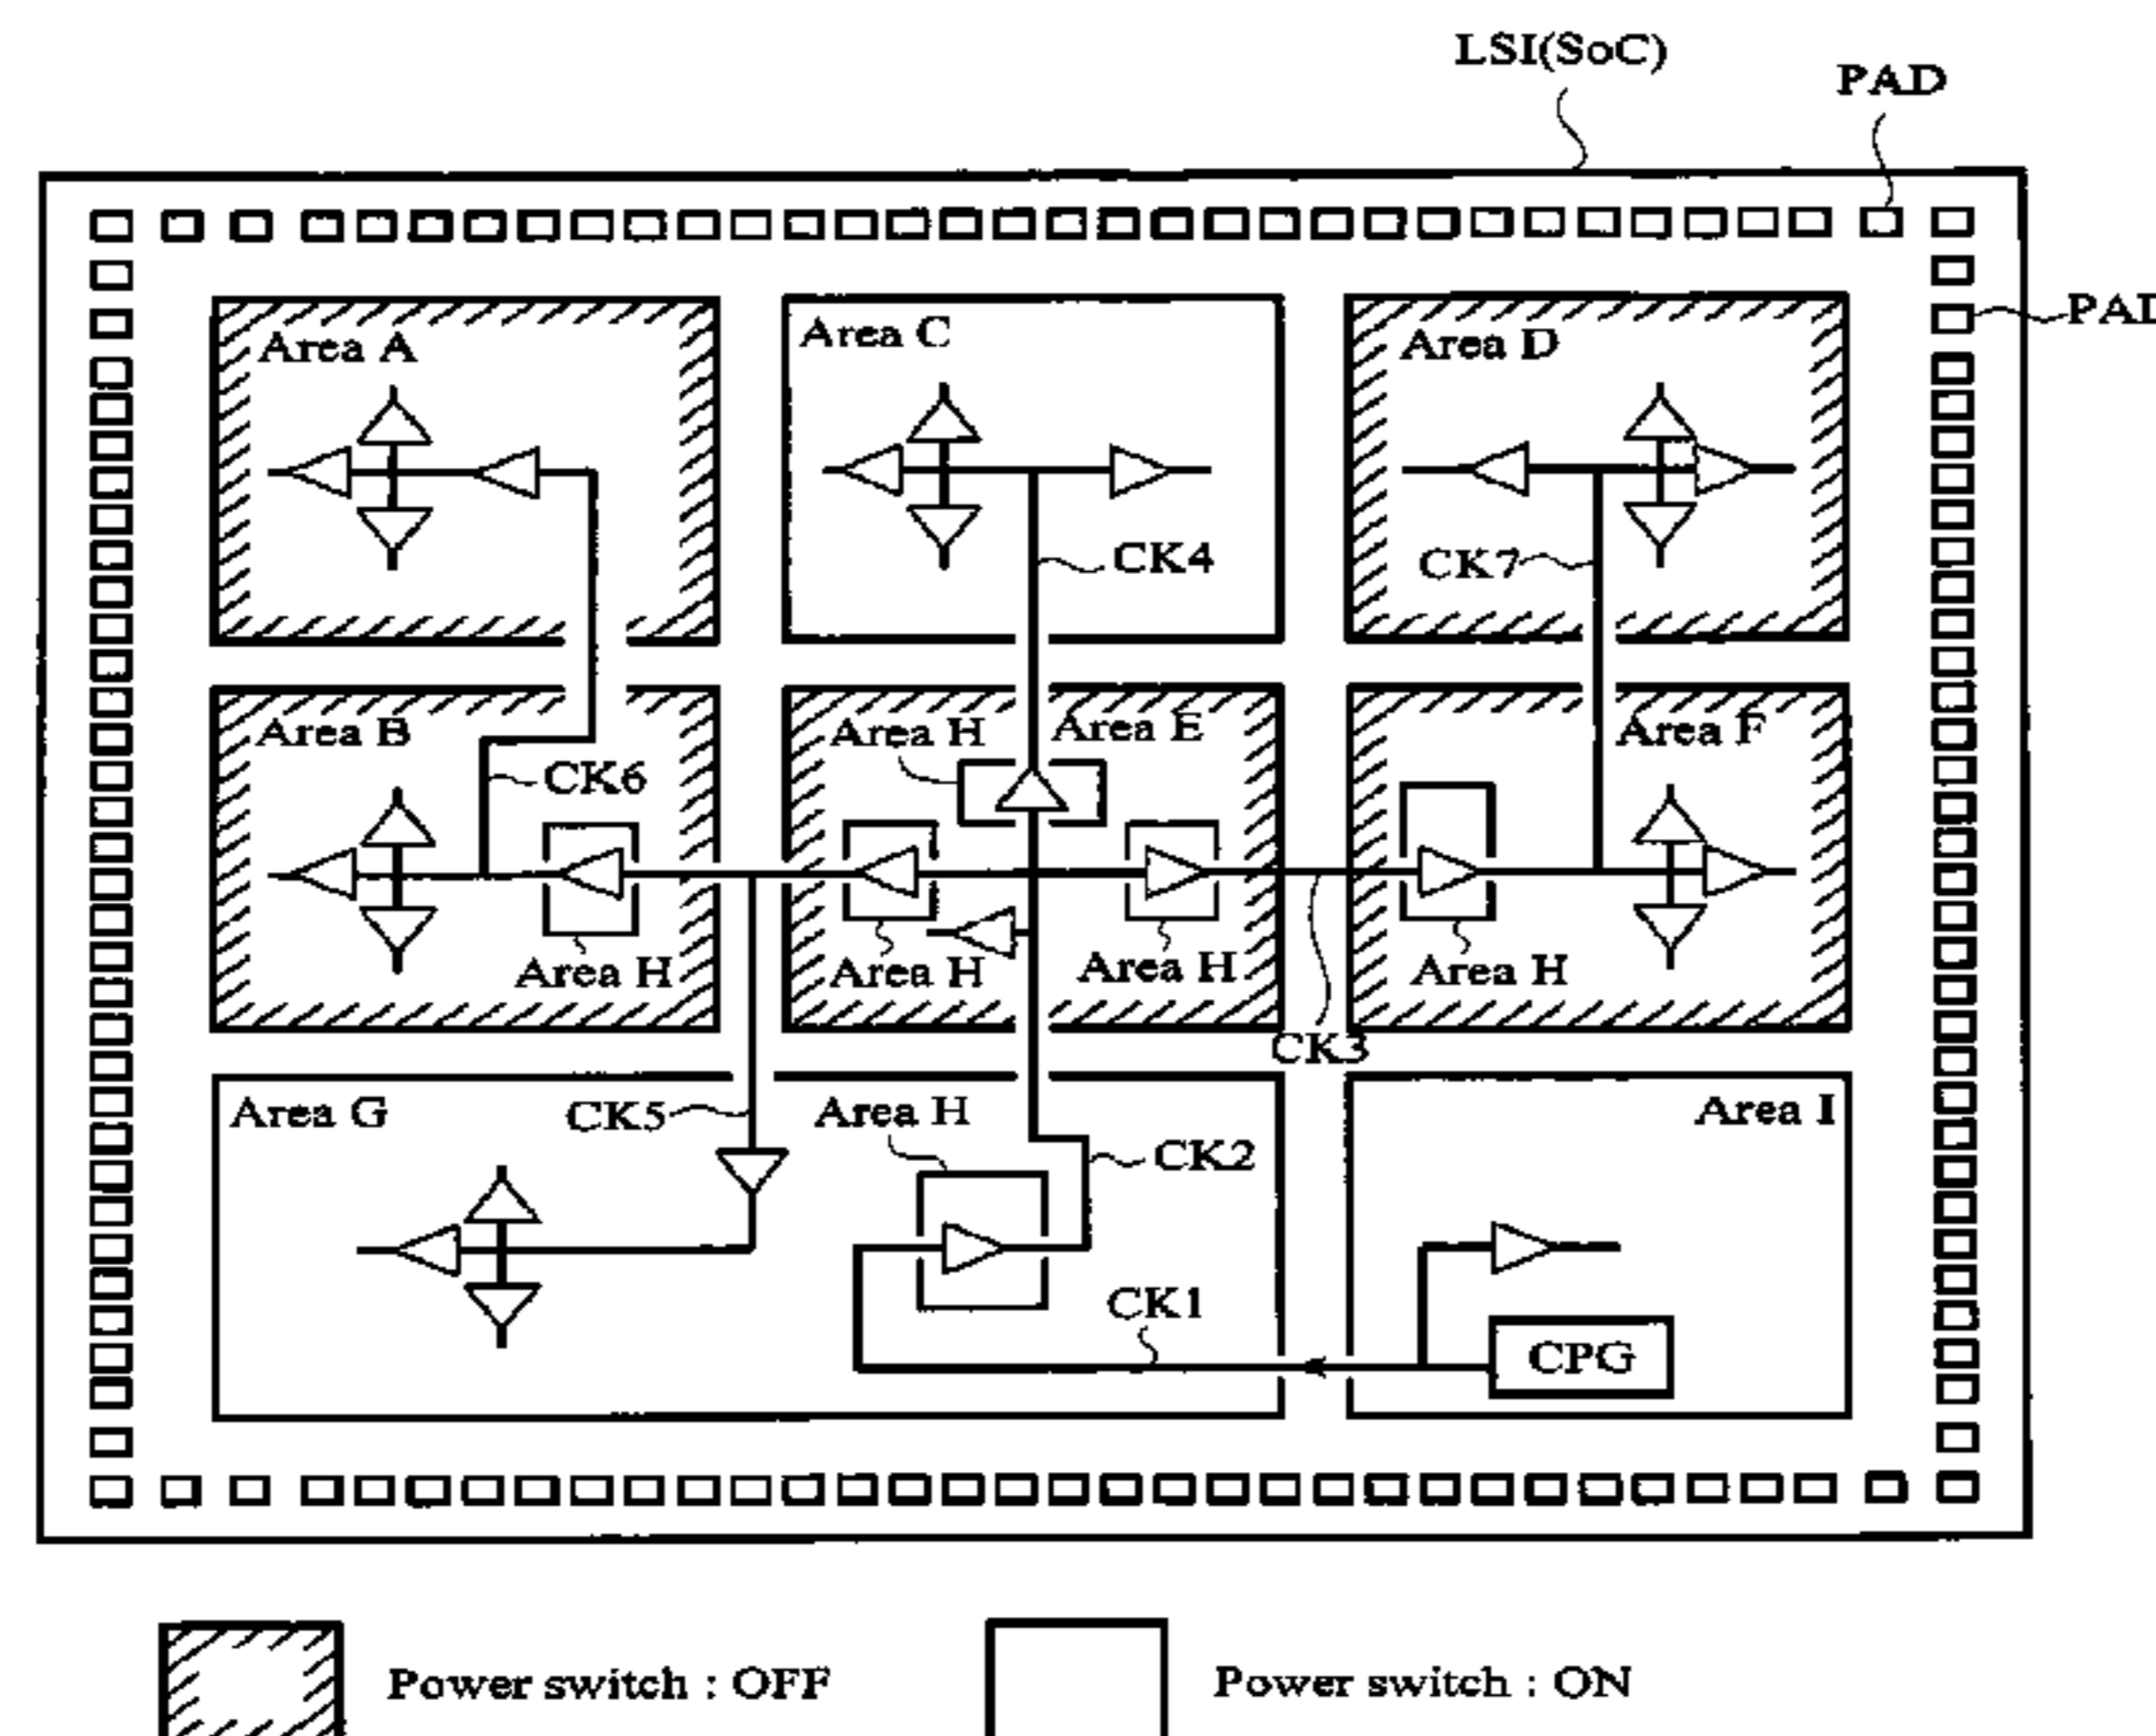 LSI(SoC)
PAD
PAD
Area A
Area C
Area D
CK4
CK7
Area B
Area H
Area E
Area F
CK6
Area H
Area H
Area H
Area H
CK3
Area G
CK5
Area H
Area I
CK2
CK1
CPG
Power switch : OFF
Power switch : ON